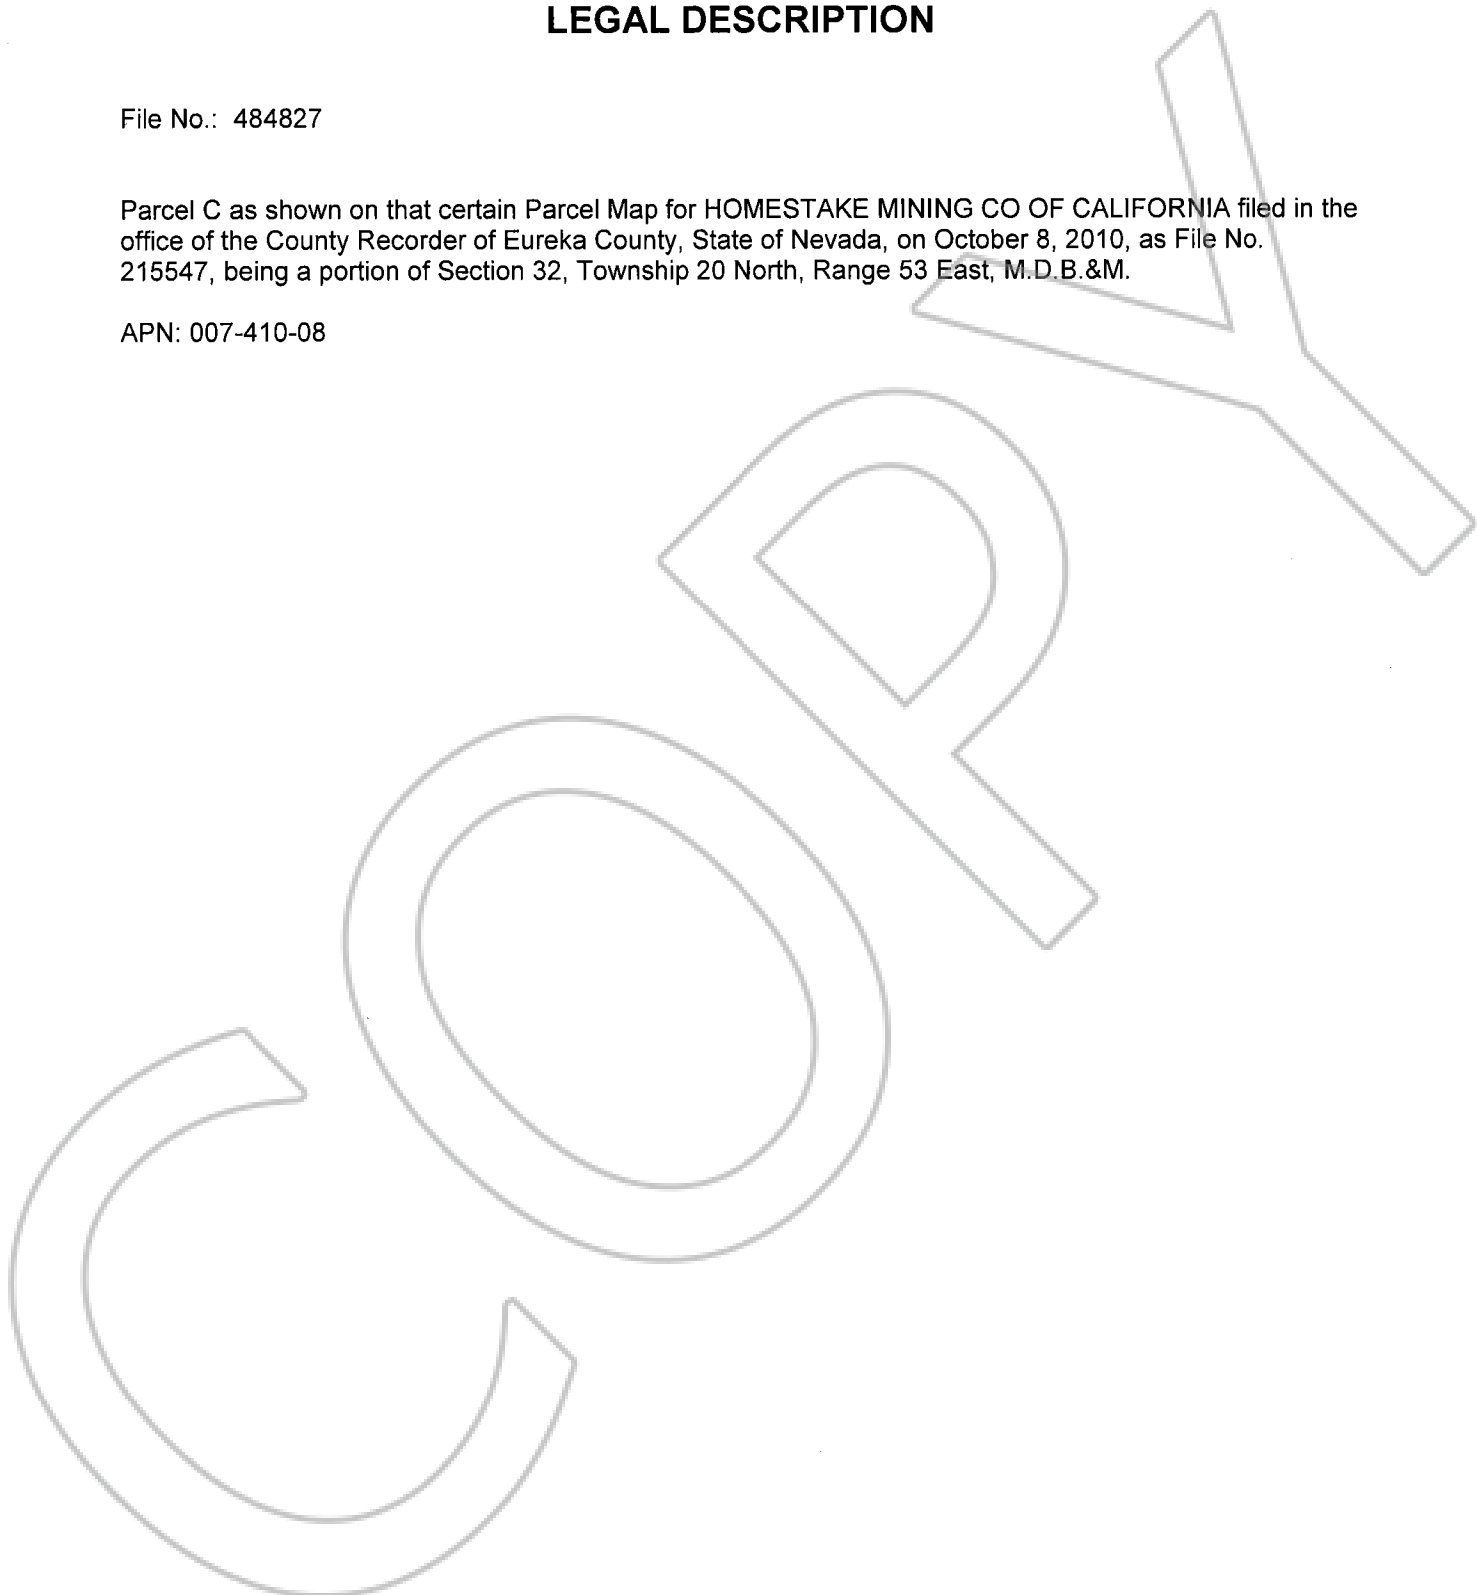 LEGAL DESCRIPTION
File No.: 484827
Parcel C as shown on that certain Parcel Map for HOMESTAKE MINING CO OF CALIFORNIA filed in the
office of the County Recorder of Eureka County, State of Nevada, on October 8, 2010, as File No.
215547, being a portion of Section 32, Township 20 North, Range 53 East, M.D.B.&M.
APN: 007-410-08
COPY